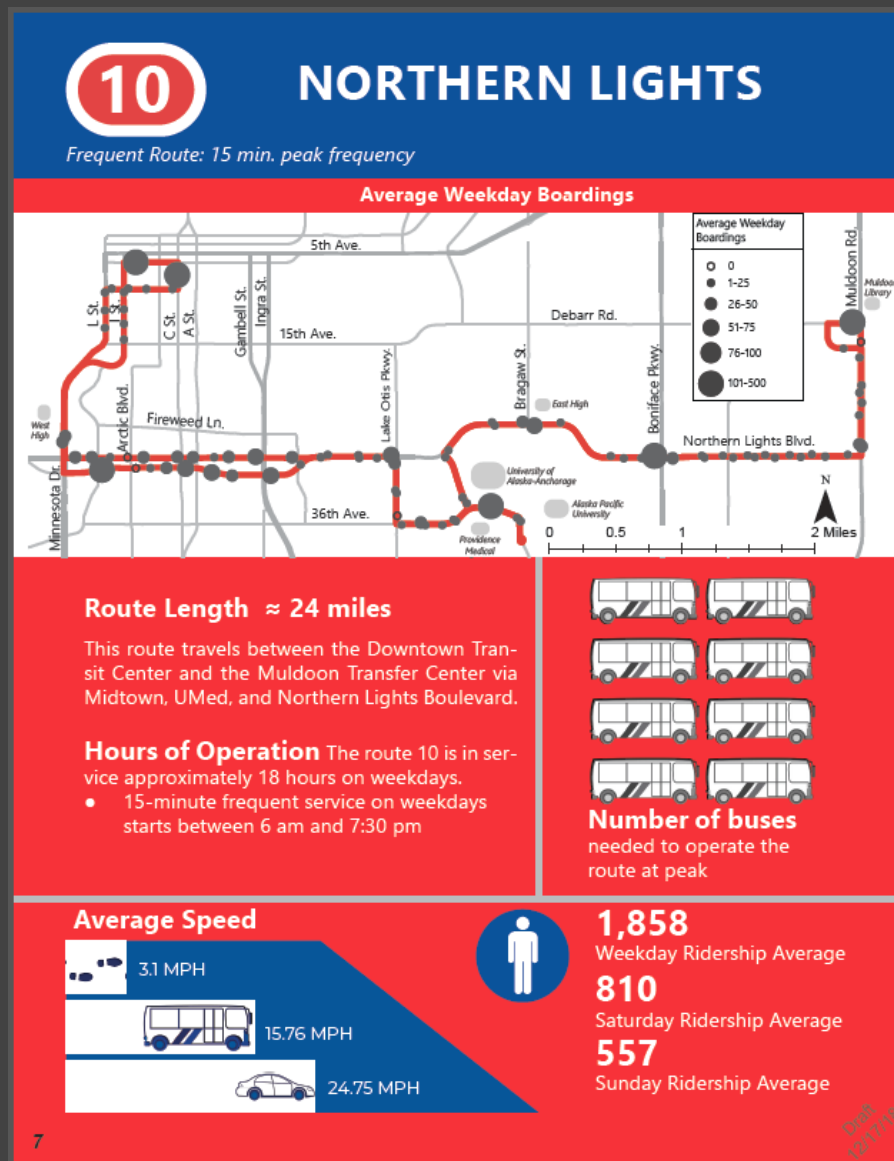 10
NORTHERN LIGHTS
Frequent Route: 15 min. peak frequency
Average Weekday Boardings
Average Weekday
Boardings
0
1-25
26-50
51-75
76-100
101-500
5th Ave.
L St.
I St.
C St.
A St.
Gambell St.
Ingra St.
15th Ave.
Debarr Rd.
Muldoon Rd.
Library
Lake Otis Pkwy.
Bragaw St.
Boniface Pkwy.
East High
West
High
Arctic Blvd.
Fireweed Ln.
Northern Lights Blvd.
Minnesota Dr.
University of
Alaska-Anchorage
Alaska Pacific
University
36th Ave.
Providence
Medical
N
0 0.5 1 2 Miles
Route Length ≈ 24 miles
This route travels between the Downtown Tran-
sit Center and the Muldoon Transfer Center via
Midtown, UMed, and Northern Lights Boulevard.
Hours of Operation The route 10 is in ser-
vice approximately 18 hours on weekdays.
● 15-minute frequent service on weekdays
starts between 6 am and 7:30 pm
Number of buses
needed to operate the
route at peak
Average Speed
3.1 MPH
15.76 MPH
24.75 MPH
1,858
Weekday Ridership Average
810
Saturday Ridership Average
557
Sunday Ridership Average
7
Draft